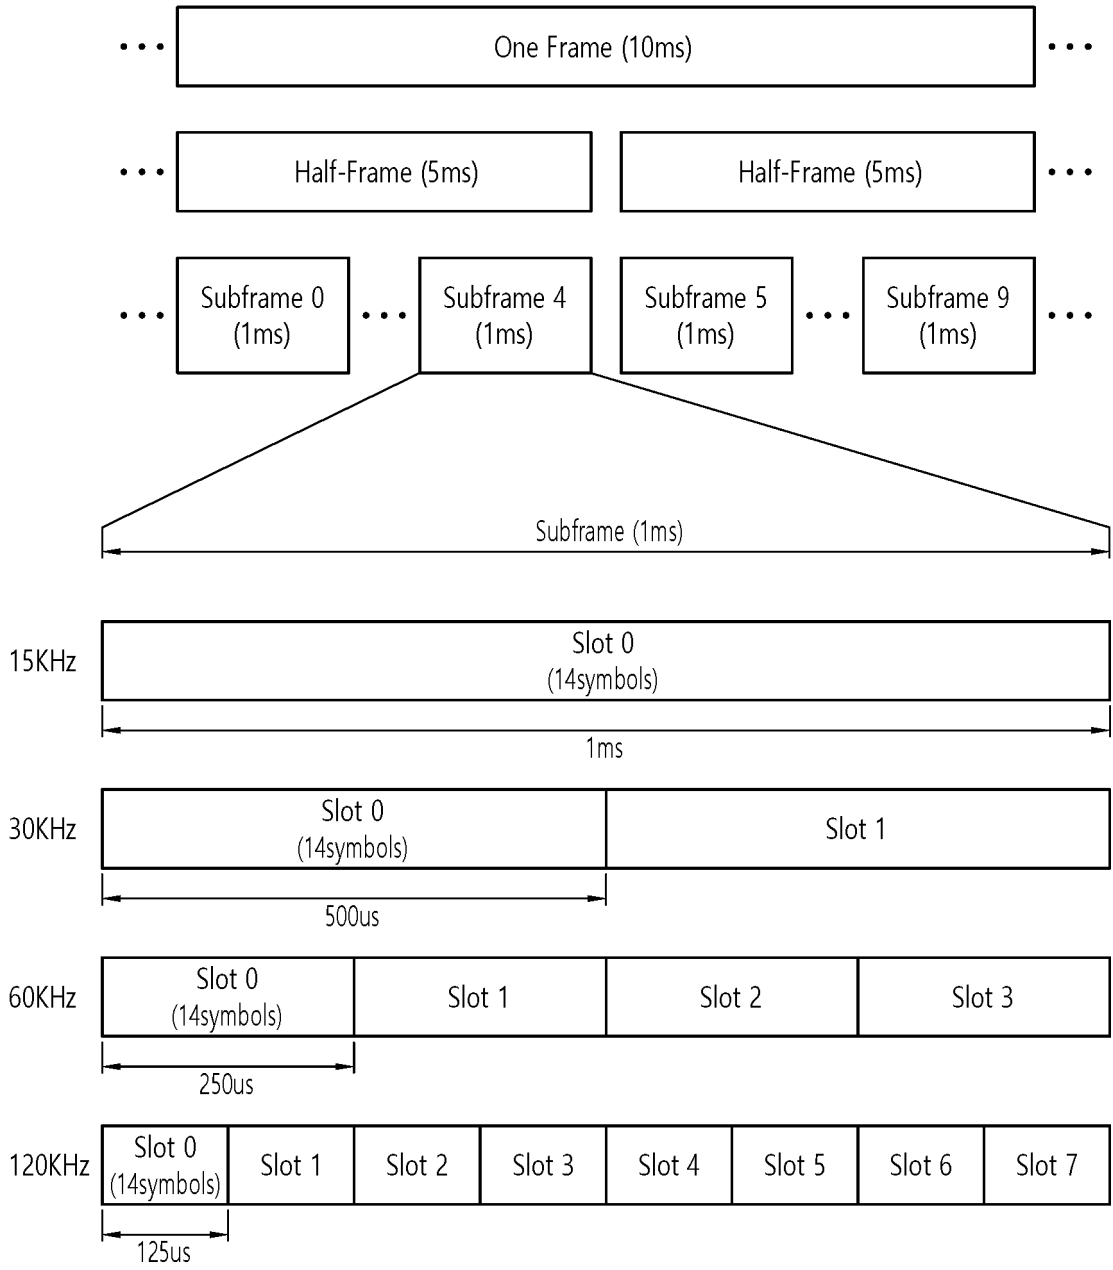 One Frame (10ms)
Half-Frame (5ms)
Half-Frame (5ms)
Subframe 0
(1ms)
Subframe 4
(1ms)
Subframe 5
(1ms)
Subframe 9
(1ms)
Subframe (1ms)
15KHz
Slot 0
(14symbols)
1ms
30KHz
Slot 0
(14symbols)
Slot 1
500us
60KHz
Slot 0
(14symbols)
Slot 1
Slot 2
Slot 3
250us
120KHz
Slot 0
(14symbols)
Slot 1
Slot 2
Slot 3
Slot 4
Slot 5
Slot 6
Slot 7
125us